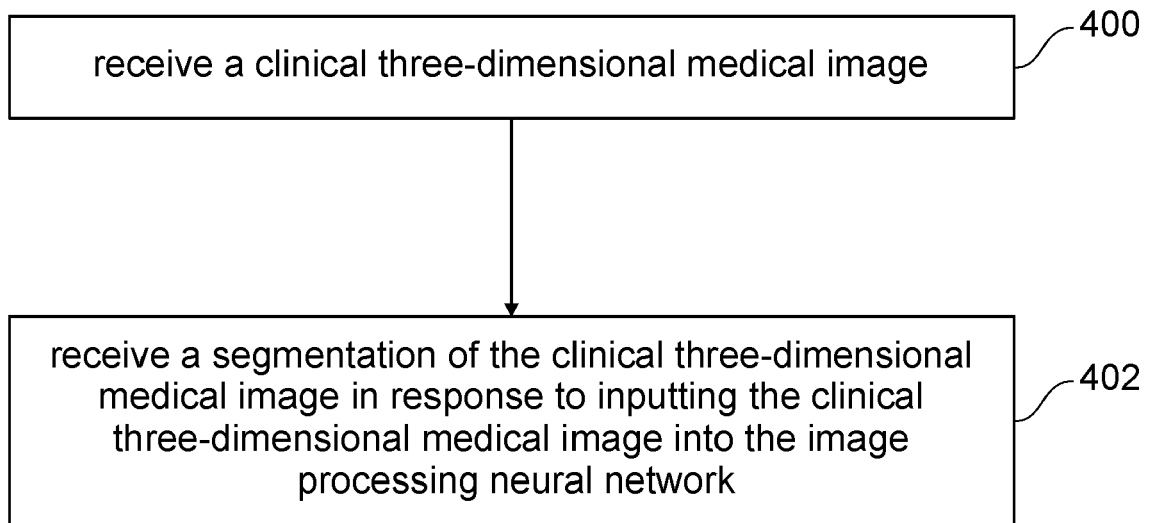 receive a clinical three-dimensional medical image
400
receive a segmentation of the clinical three-dimensional
medical image in response to inputting the clinical
three-dimensional medical image into the image
processing neural network
402